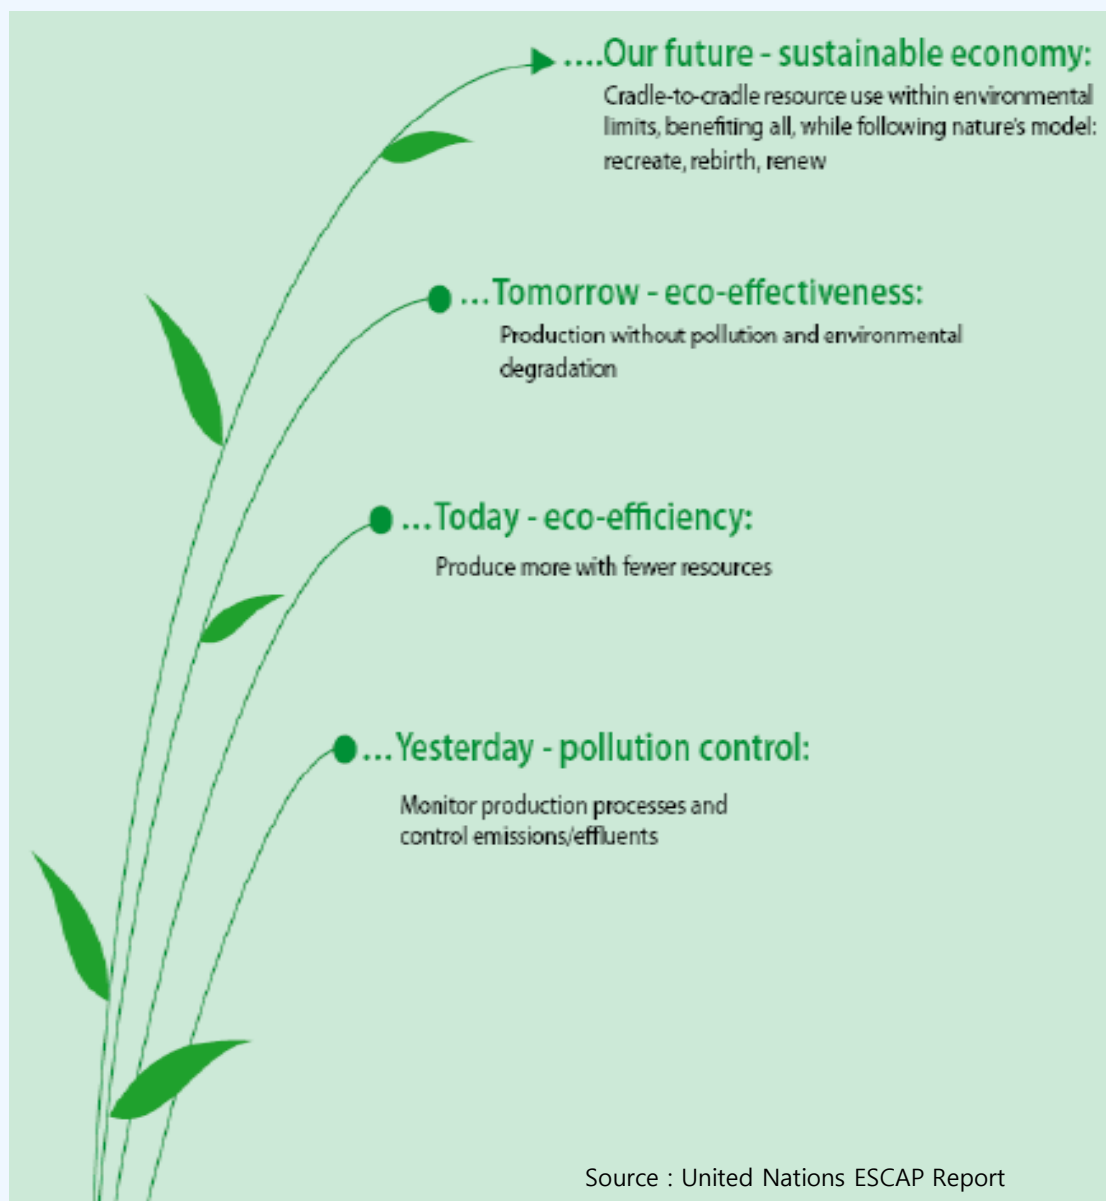 ....Our future - sustainable economy:
Cradle-to-cradle resource use within environmental
limits, benefiting all, while following nature's model:
recreate, rebirth, renew
...Tomorrow - eco-effectiveness:
Production without pollution and environmental
degradation
...Today - eco-efficiency:
Produce more with fewer resources
...Yesterday - pollution control:
Monitor production processes and
control emissions/effluents
Source : United Nations ESCAP Report